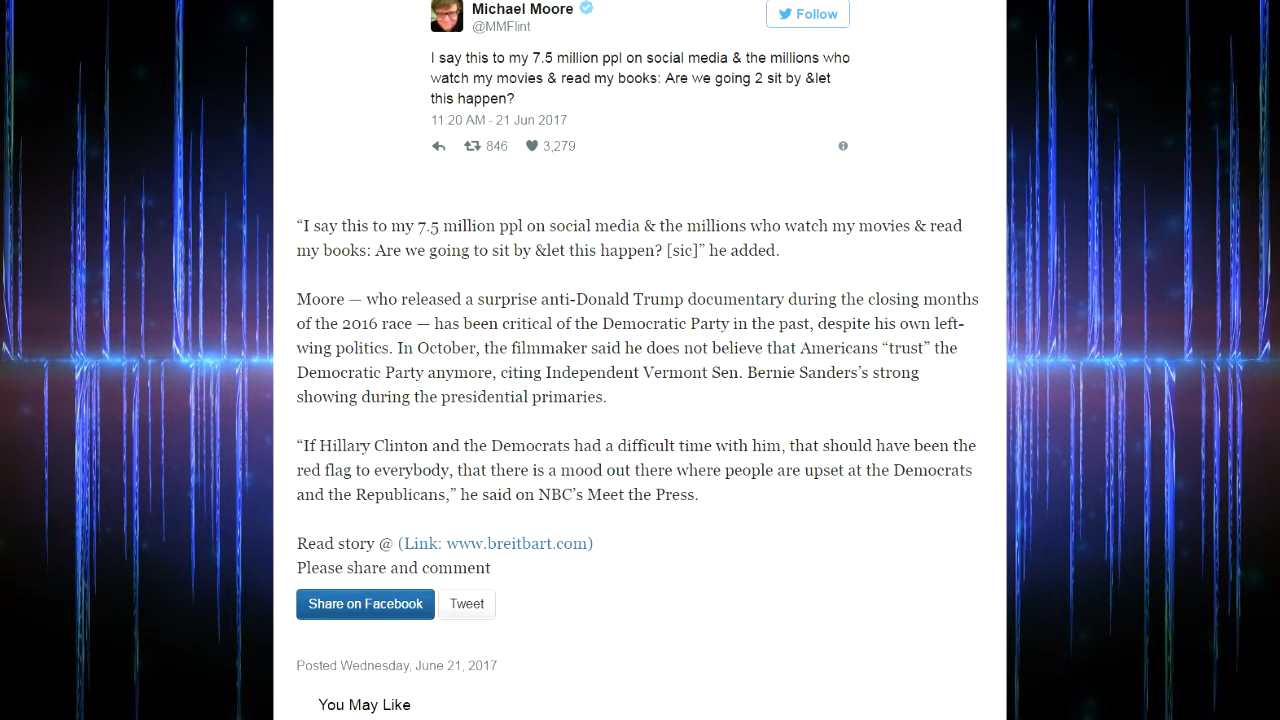 Michael Moore
Follow
@MMFlint
I say this to my 7.5 million ppl on social media & the millions who
watch my movies & read my books: Are we going 2 sit by &let
this happen?
11:20 AM - 21 Jun 2017
846 3,279
“I say this to my 7.5 million ppl on social media & the millions who watch my movies & read
my books: Are we going to sit by &let this happen? [sic]” he added.
Moore — who released a surprise anti-Donald Trump documentary during the closing months
of the 2016 race — has been critical of the Democratic Party in the past, despite his own left-
wing politics. In October, the filmmaker said he does not believe that Americans “trust” the
Democratic Party anymore, citing Independent Vermont Sen. Bernie Sanders’s strong
showing during the presidential primaries.
“If Hillary Clinton and the Democrats had a difficult time with him, that should have been the
red flag to everybody, that there is a mood out there where people are upset at the Democrats
and the Republicans,” he said on NBC’s Meet the Press.
Read story @ (Link: www.breitbart.com)
Please share and comment
Share on Facebook Tweet
Posted Wednesday, June 21, 2017
You May Like